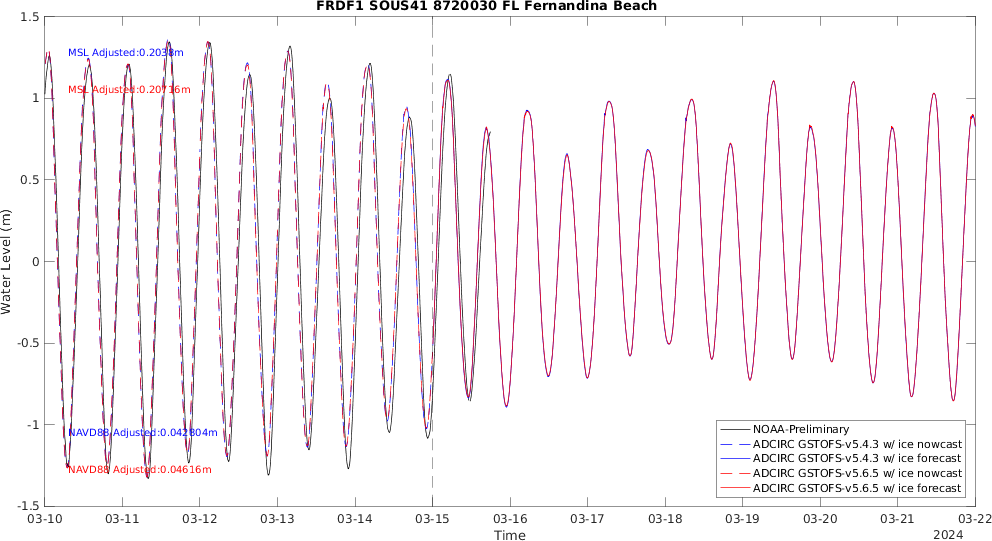 FRDF1 SOUS41 8720030 FL Fernandina Beach
1.5
1
0.5
0
-0.5
-1
-1.5
Water Level (m)
MSL Adjusted:0.2038m
MSL Adjusted:0.20716m
NAVD88 Adjusted:0.042804m
NAVD88 Adjusted:0.04616m
NOAA-Preliminary
ADCIRC GSTOFS-v5.4.3 w/ ice nowcast
ADCIRC GSTOFS-v5.4.3 w/ ice forecast
ADCIRC GSTOFS-v5.6.5 w/ ice nowcast
ADCIRC GSTOFS-v5.6.5 w/ ice forecast
03-10 03-11 03-12 03-13 03-14 03-15 03-16 03-17 03-18 03-19 03-20 03-21 03-22
Time
2024